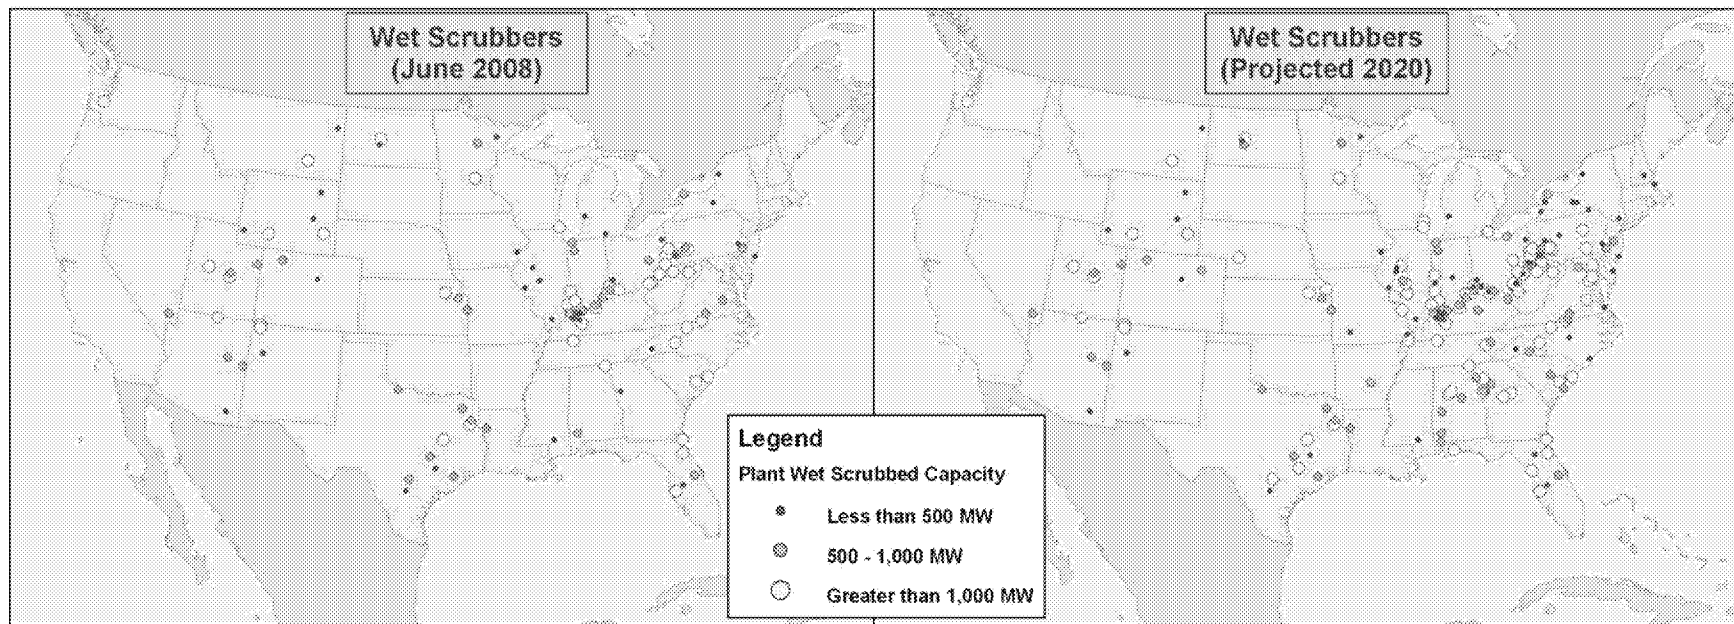 Wet Scrubbers
(June 2008)
Wet Scrubbers
(Projected 2020)
Legend
Plant Wet Scrubbed Capacity
Less than 500 MW
500 - 1,000 MW
Greater than 1,000 MW